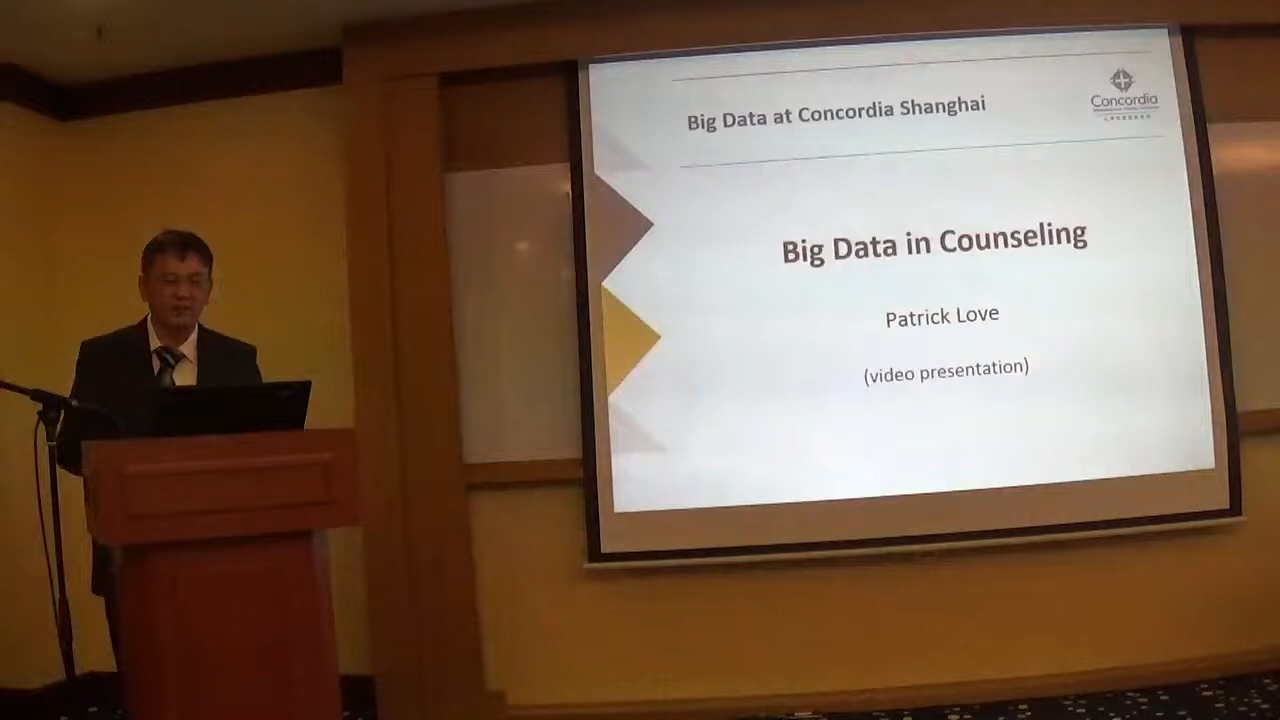 Big Data at Concordia Shanghai
Concordia
Big Data in Counseling
Patrick Love
(video presentation)